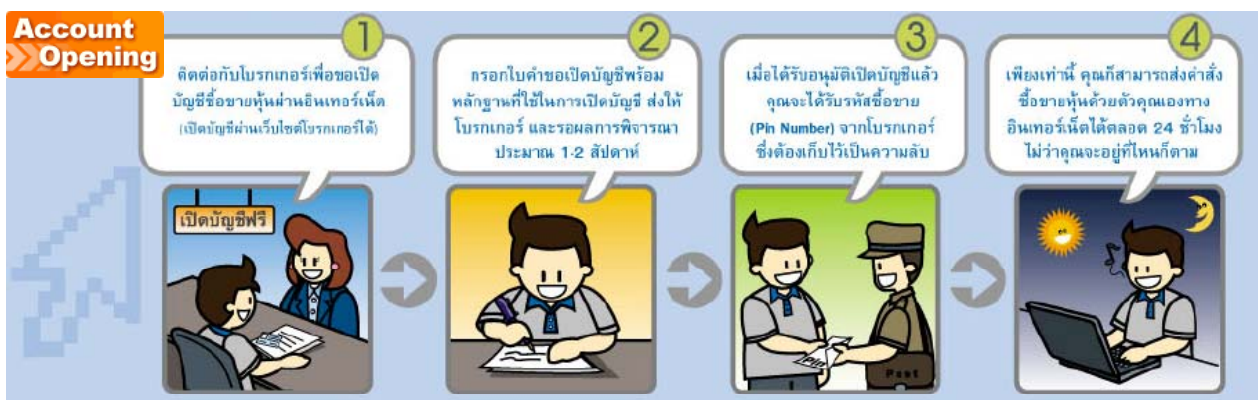 Account
Opening
1
ติดต่อกับโบรกเกอร์เพื่อขอเปิด
บัญชีซื้อขายหุ้นผ่านอินเทอร์เน็ต
(เปิดบัญชีผ่านเว็บไซต์โบรกเกอร์ได้)
เปิดบัญชีฟรี
2
กรอกใบคำขอเปิดบัญชีพร้อม
หลักฐานที่ใช้ในการเปิดบัญชี ส่งให้
โบรกเกอร์ และรอผลการพิจารณา
ประมาณ 1-2 สัปดาห์
3
เมื่อได้รับอนุมัติเปิดบัญชีแล้ว
คุณจะได้รับรหัสซื้อขาย
(Pin Number) จากโบรกเกอร์
ซึ่งต้องเก็บไว้เป็นความลับ
Pin
Post
4
เพียงเท่านี้ คุณก็สามารถส่งคำสั่ง
ซื้อขายหุ้นด้วยตัวคุณเองทาง
อินเทอร์เน็ตได้ตลอด 24 ชั่วโมง
ไม่ว่าคุณจะอยู่ที่ไหนก็ตาม